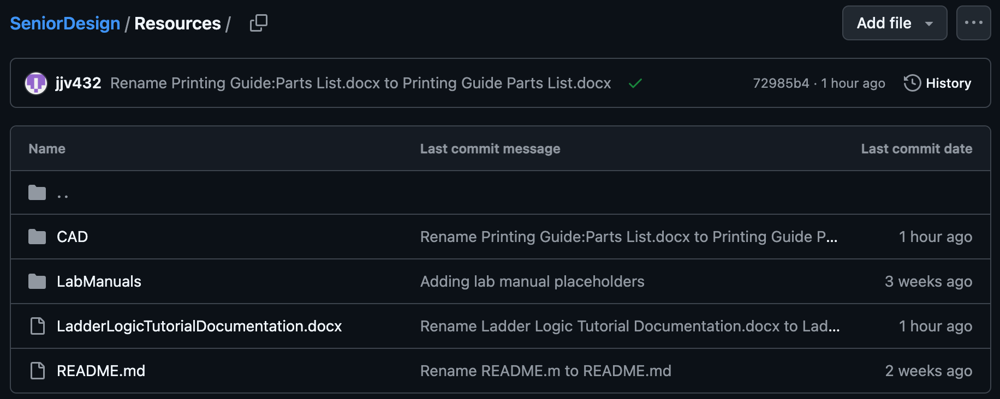 SeniorDesign / Resources /
Add file
jjv432 Rename Printing Guide:Parts List.docx to Printing Guide Parts List.docx
72985b4 · 1 hour ago
History
Name Last commit message Last commit date
..
CAD Rename Printing Guide:Parts List.docx to Printing Guide P... 1 hour ago
LabManuals Adding lab manual placeholders 3 weeks ago
LadderLogicTutorialDocumentation.docx Rename Ladder Logic Tutorial Documentation.docx to Lad... 1 hour ago
README.md Rename README.m to README.md 2 weeks ago